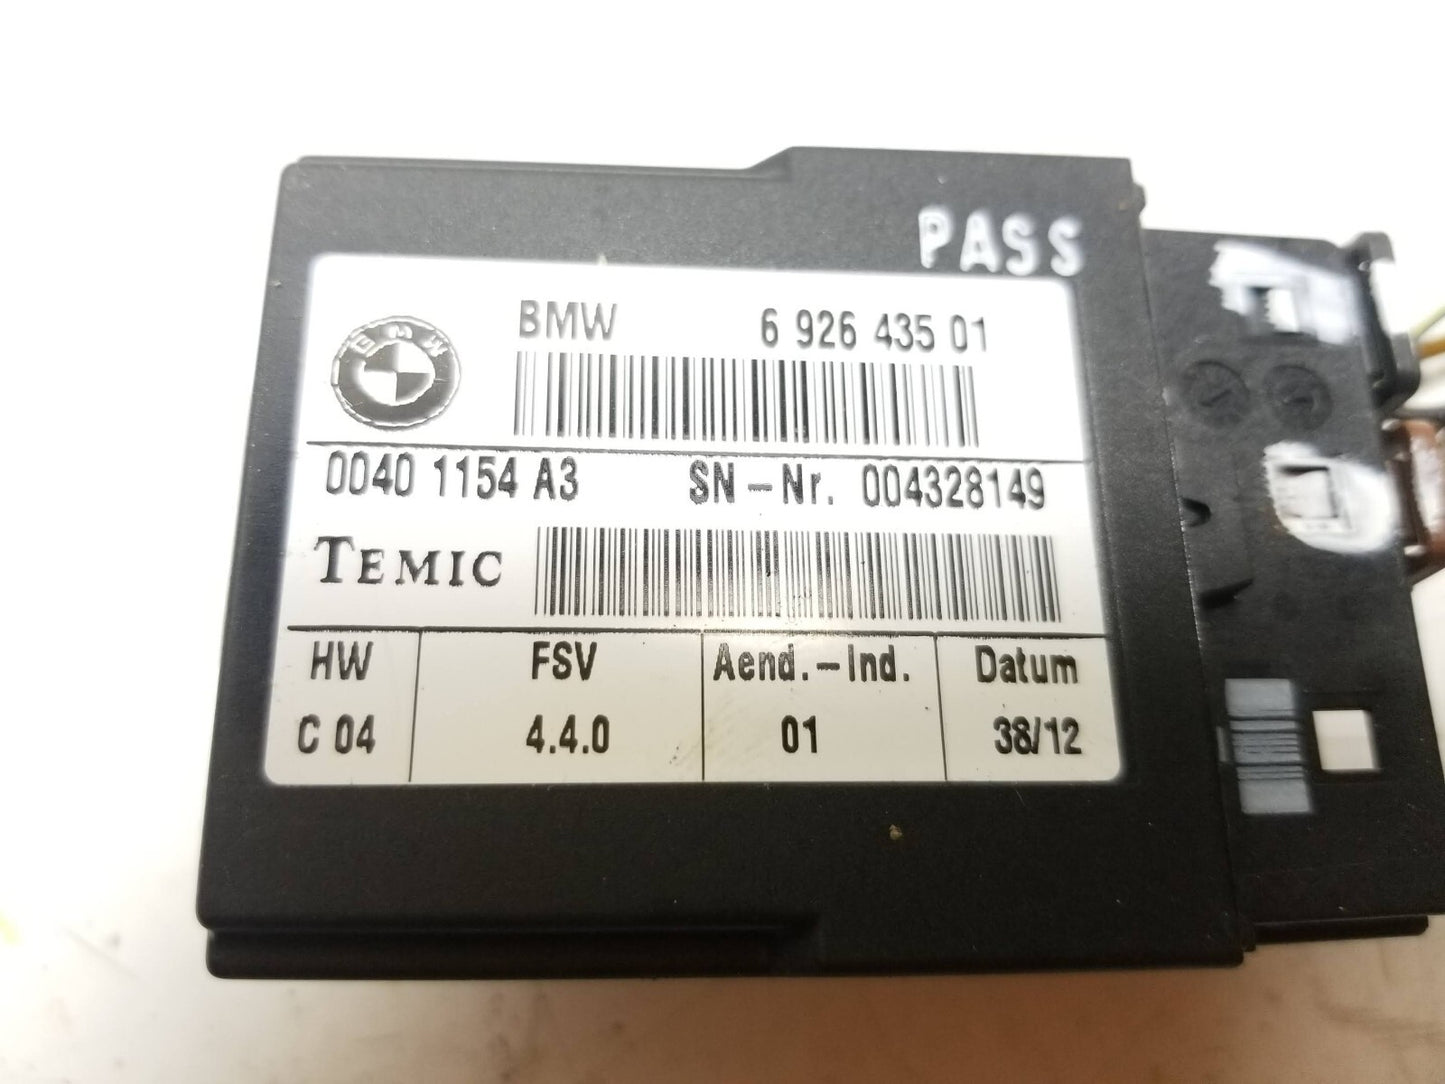 PASS
BMW
BMW 6 926 435 01
0040 1154 A3 SN-Nr. 004328149
TEMIC
HW FSV Aend.-Ind. Datum
C 04 4.4.0 01 38/12